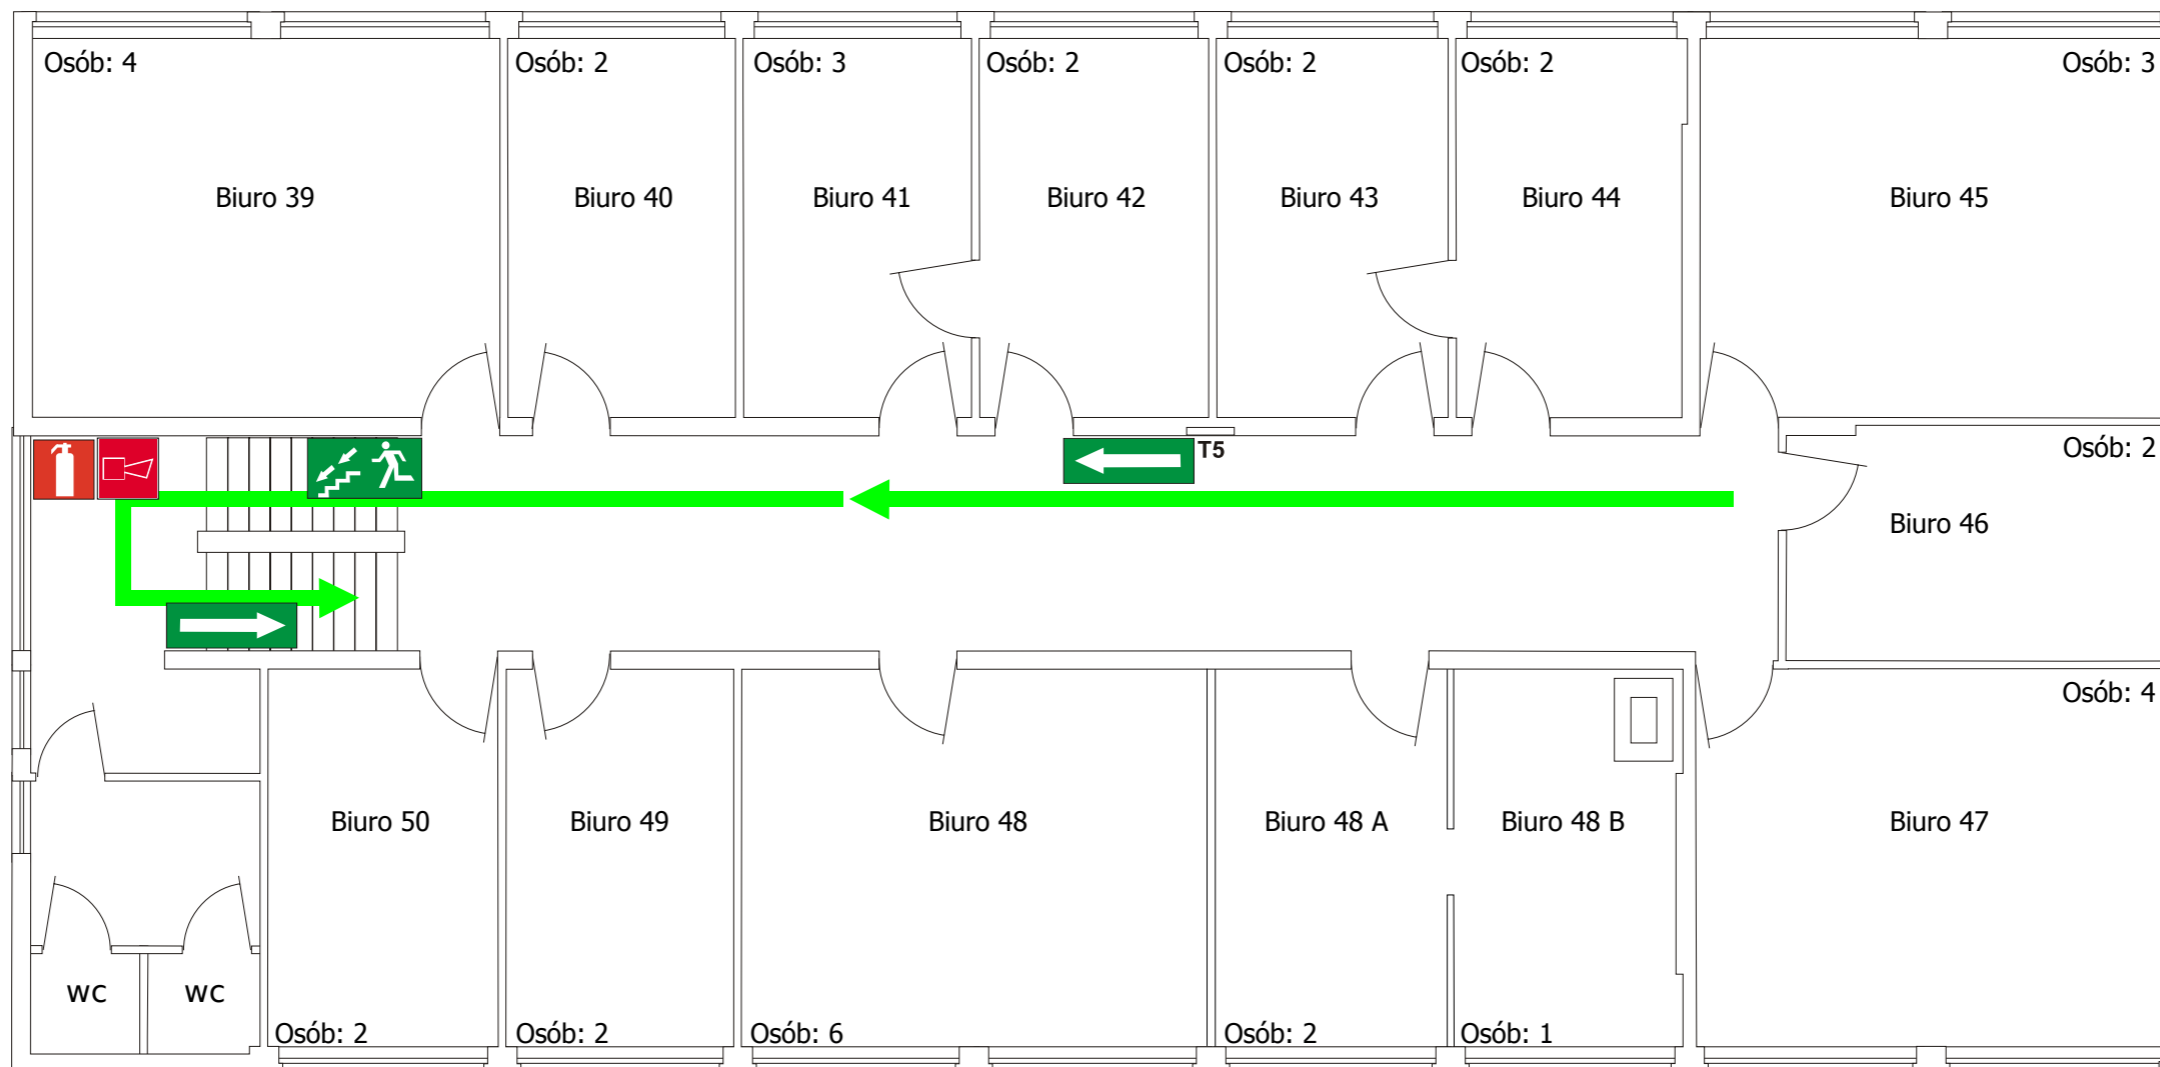 Osób: 4
Osób: 2
Osób: 3
Osób: 2
Osób: 2
Osób: 2
Osób: 3
Biuro 39
Biuro 40
Biuro 41
Biuro 42
Biuro 43
Biuro 44
Biuro 45
T5
Osób: 2
Biuro 46
Osób: 4
Biuro 50
Biuro 49
Biuro 48
Biuro 48 A
Biuro 48 B
Biuro 47
WC
WC
Osób: 2
Osób: 2
Osób: 6
Osób: 2
Osób: 1